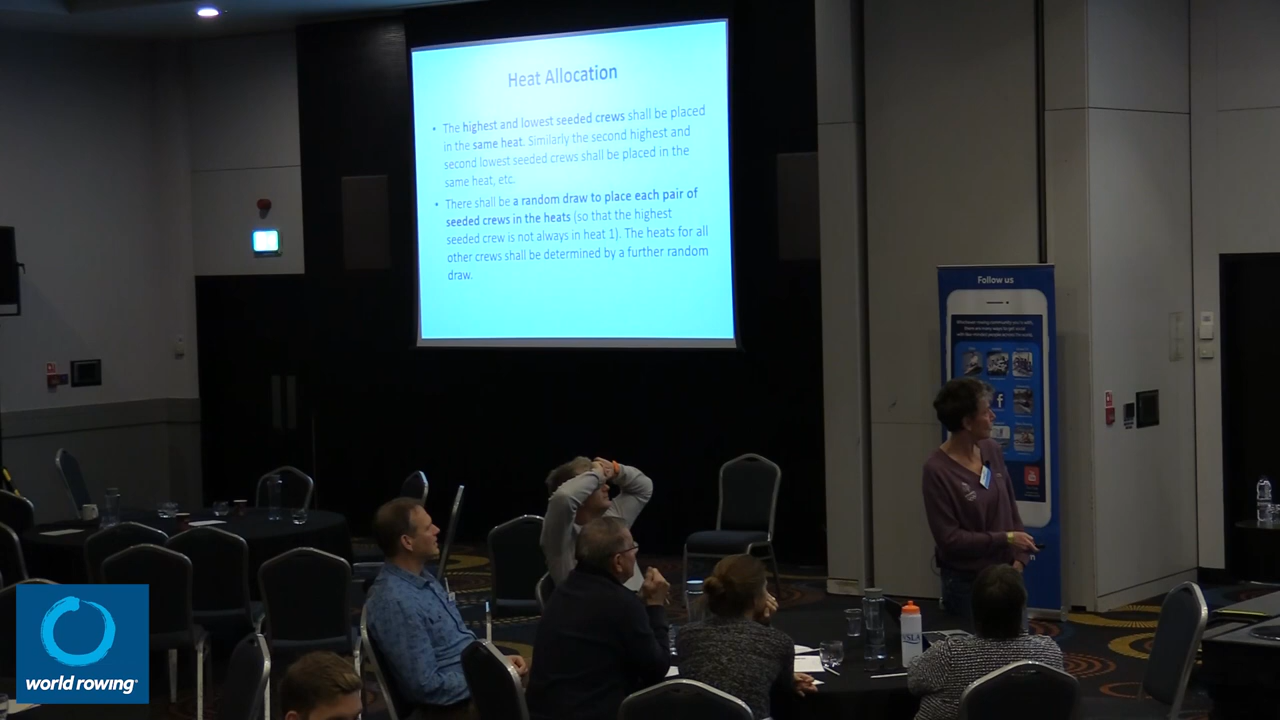 Heat Allocation
• The highest and lowest seeded crews shall be placed
in the same heat. Similarly the second highest and
second lowest seeded crews shall be placed in the
same heat, etc.
• There shall be a random draw to place each pair of
seeded crews in the heats (so that the highest
seeded crew is not always in heat 1). The heats for all
other crews shall be determined by a further random
draw.
Follow us
f
world rowing